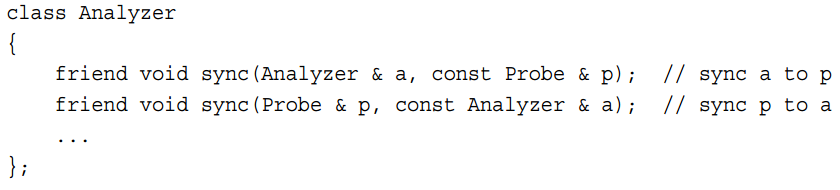 class Analyzer
{
    friend void sync(Analyzer & a, const Probe & p);  // sync a to p
    friend void sync(Probe & p, const Analyzer & a);  // sync p to a
    ...
};